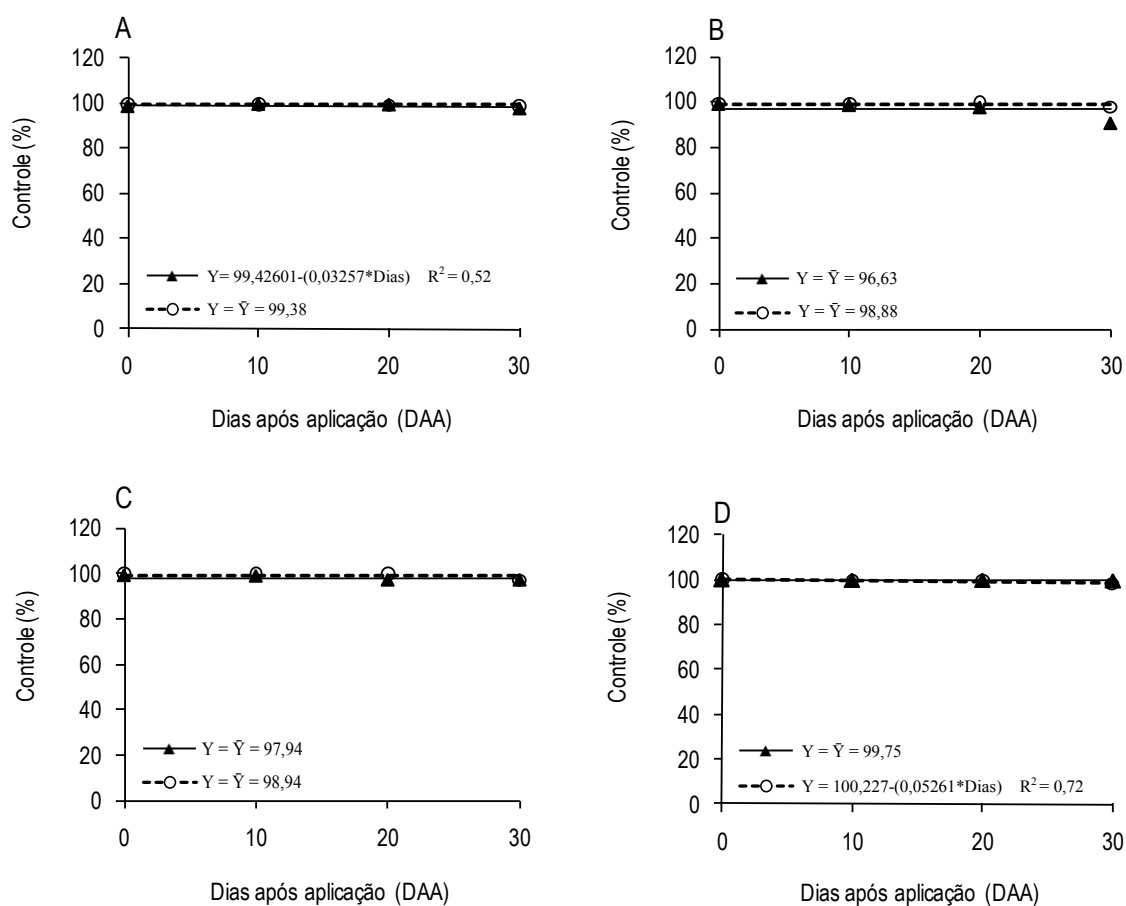 A
120
100
80
60
40
20
0
Controle (%)
Y= 99,42601-(0,03257*Dias) R² = 0,52
Y = Ȳ = 99,38
0 10 20 30
Dias após aplicação (DAA)
B
120
100
80
60
40
20
0
Controle (%)
Y = Ȳ = 96,63
Y = Ȳ = 98,88
0 10 20 30
Dias após aplicação (DAA)
C
120
100
80
60
40
20
0
Controle (%)
Y = Ȳ = 97,94
Y = Ȳ = 98,94
0 10 20 30
Dias após aplicação (DAA)
D
120
100
80
60
40
20
0
Controle (%)
Y = Ȳ = 99,75
Y = 100,227-(0,05261*Dias) R² = 0,72
0 10 20 30
Dias após aplicação (DAA)